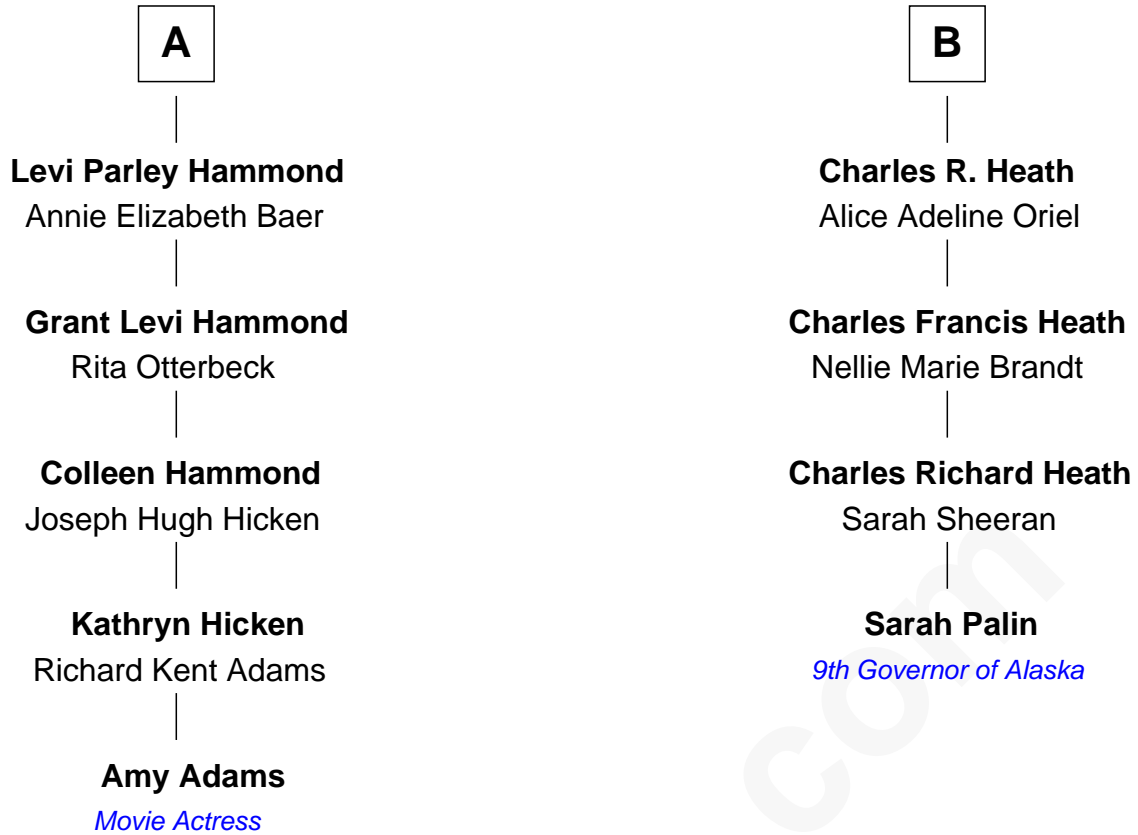 A
Levi Parley Hammond
Annie Elizabeth Baer
Grant Levi Hammond
Rita Otterbeck
Colleen Hammond
Joseph Hugh Hicken
Kathryn Hicken
Richard Kent Adams
Amy Adams
Movie Actress
B
Charles R. Heath
Alice Adeline Oriel
Charles Francis Heath
Nellie Marie Brandt
Charles Richard Heath
Sarah Sheeran
Sarah Palin
9th Governor of Alaska
com